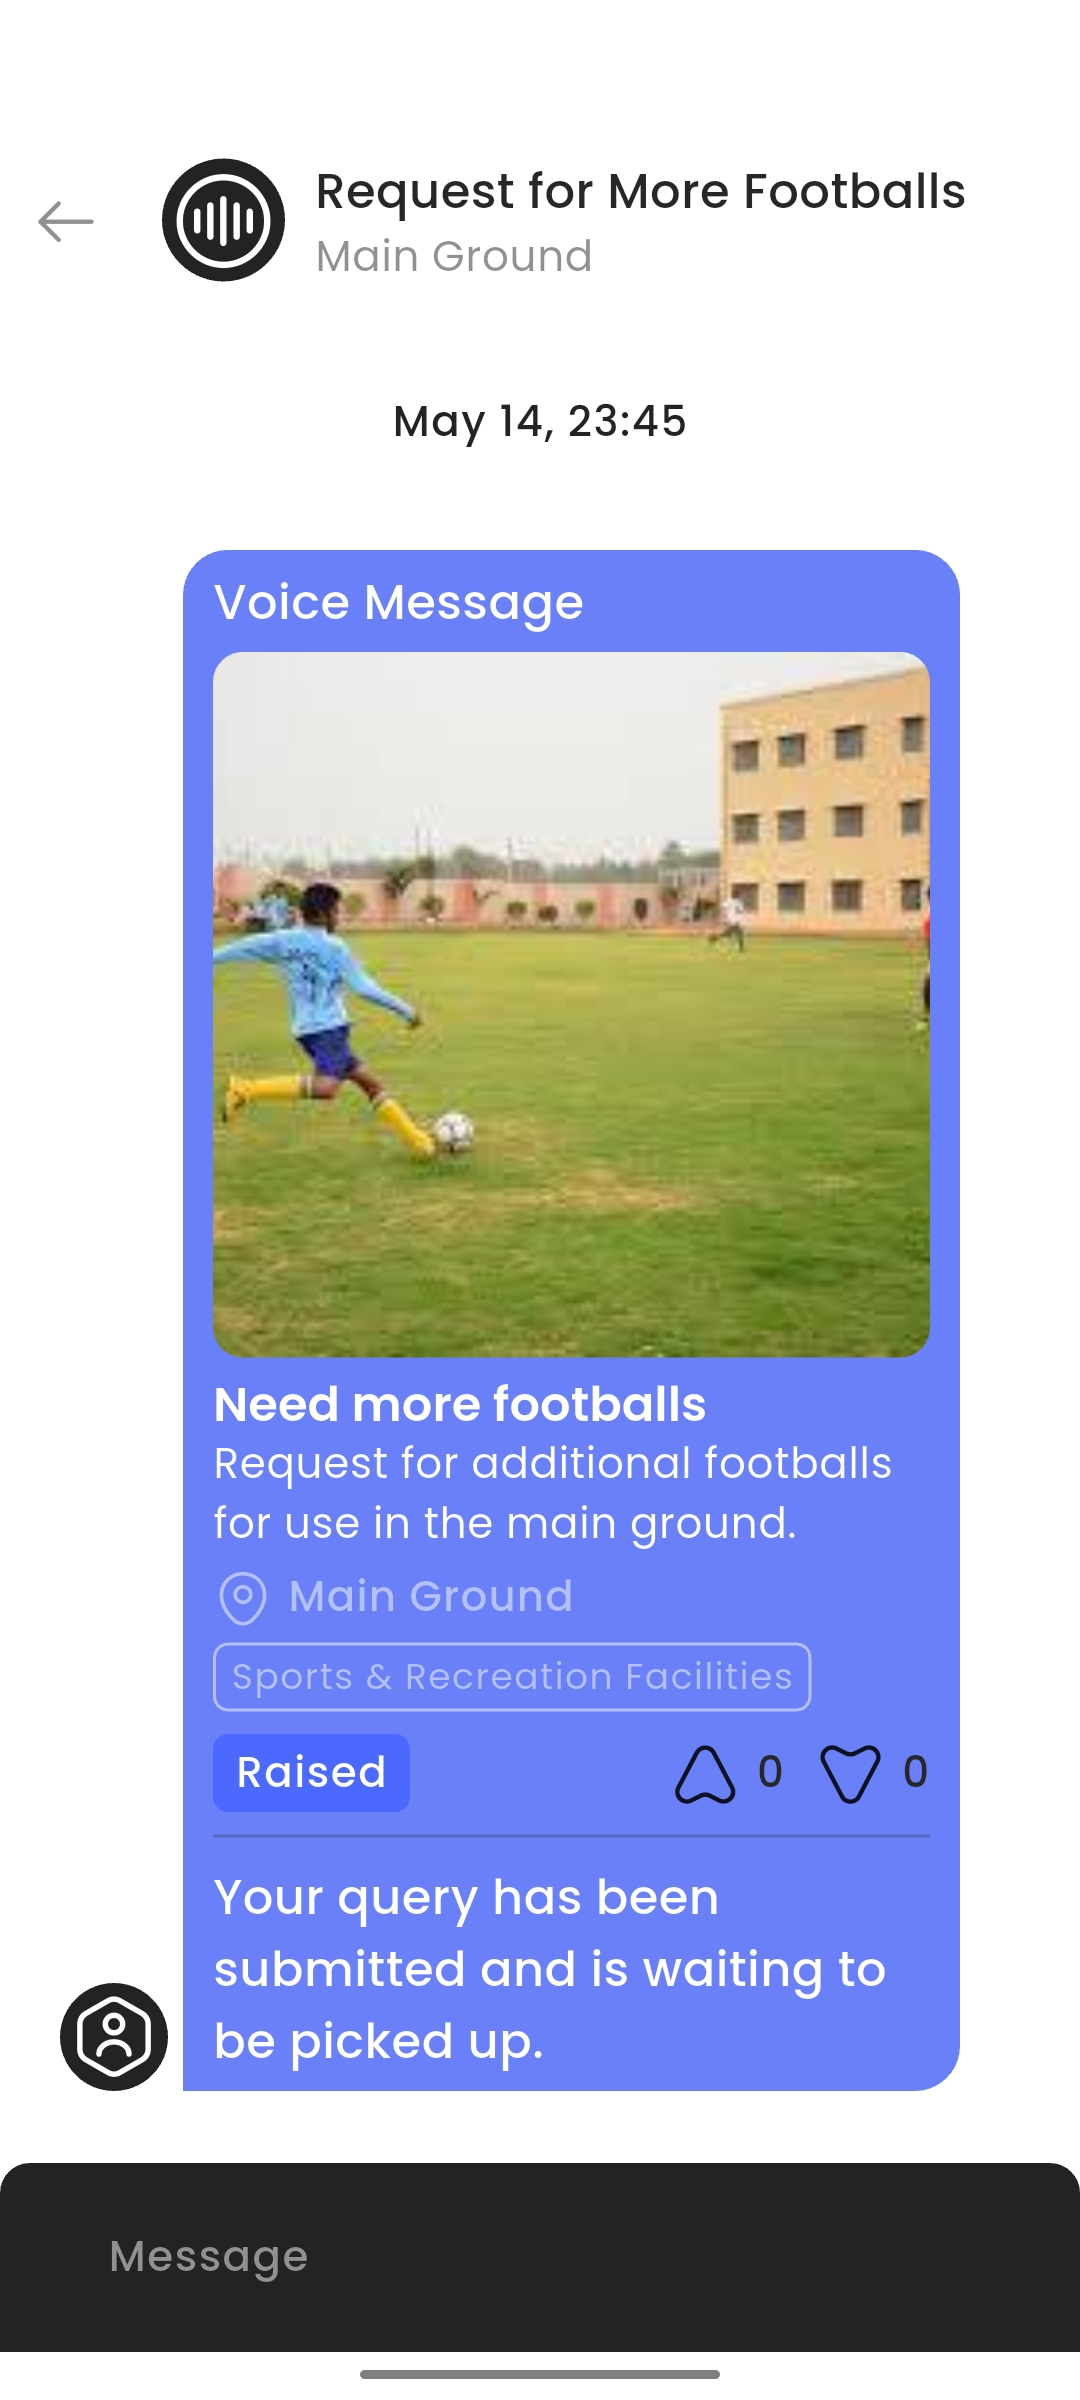 Request for More Footballs
Main Ground
May 14, 23:45
Voice Message
Need more footballs
Request for additional footballs
for use in the main ground.
Main Ground
Sports & Recreation Facilities
Raised 0 0
Your query has been
submitted and is waiting to
be picked up.
Message